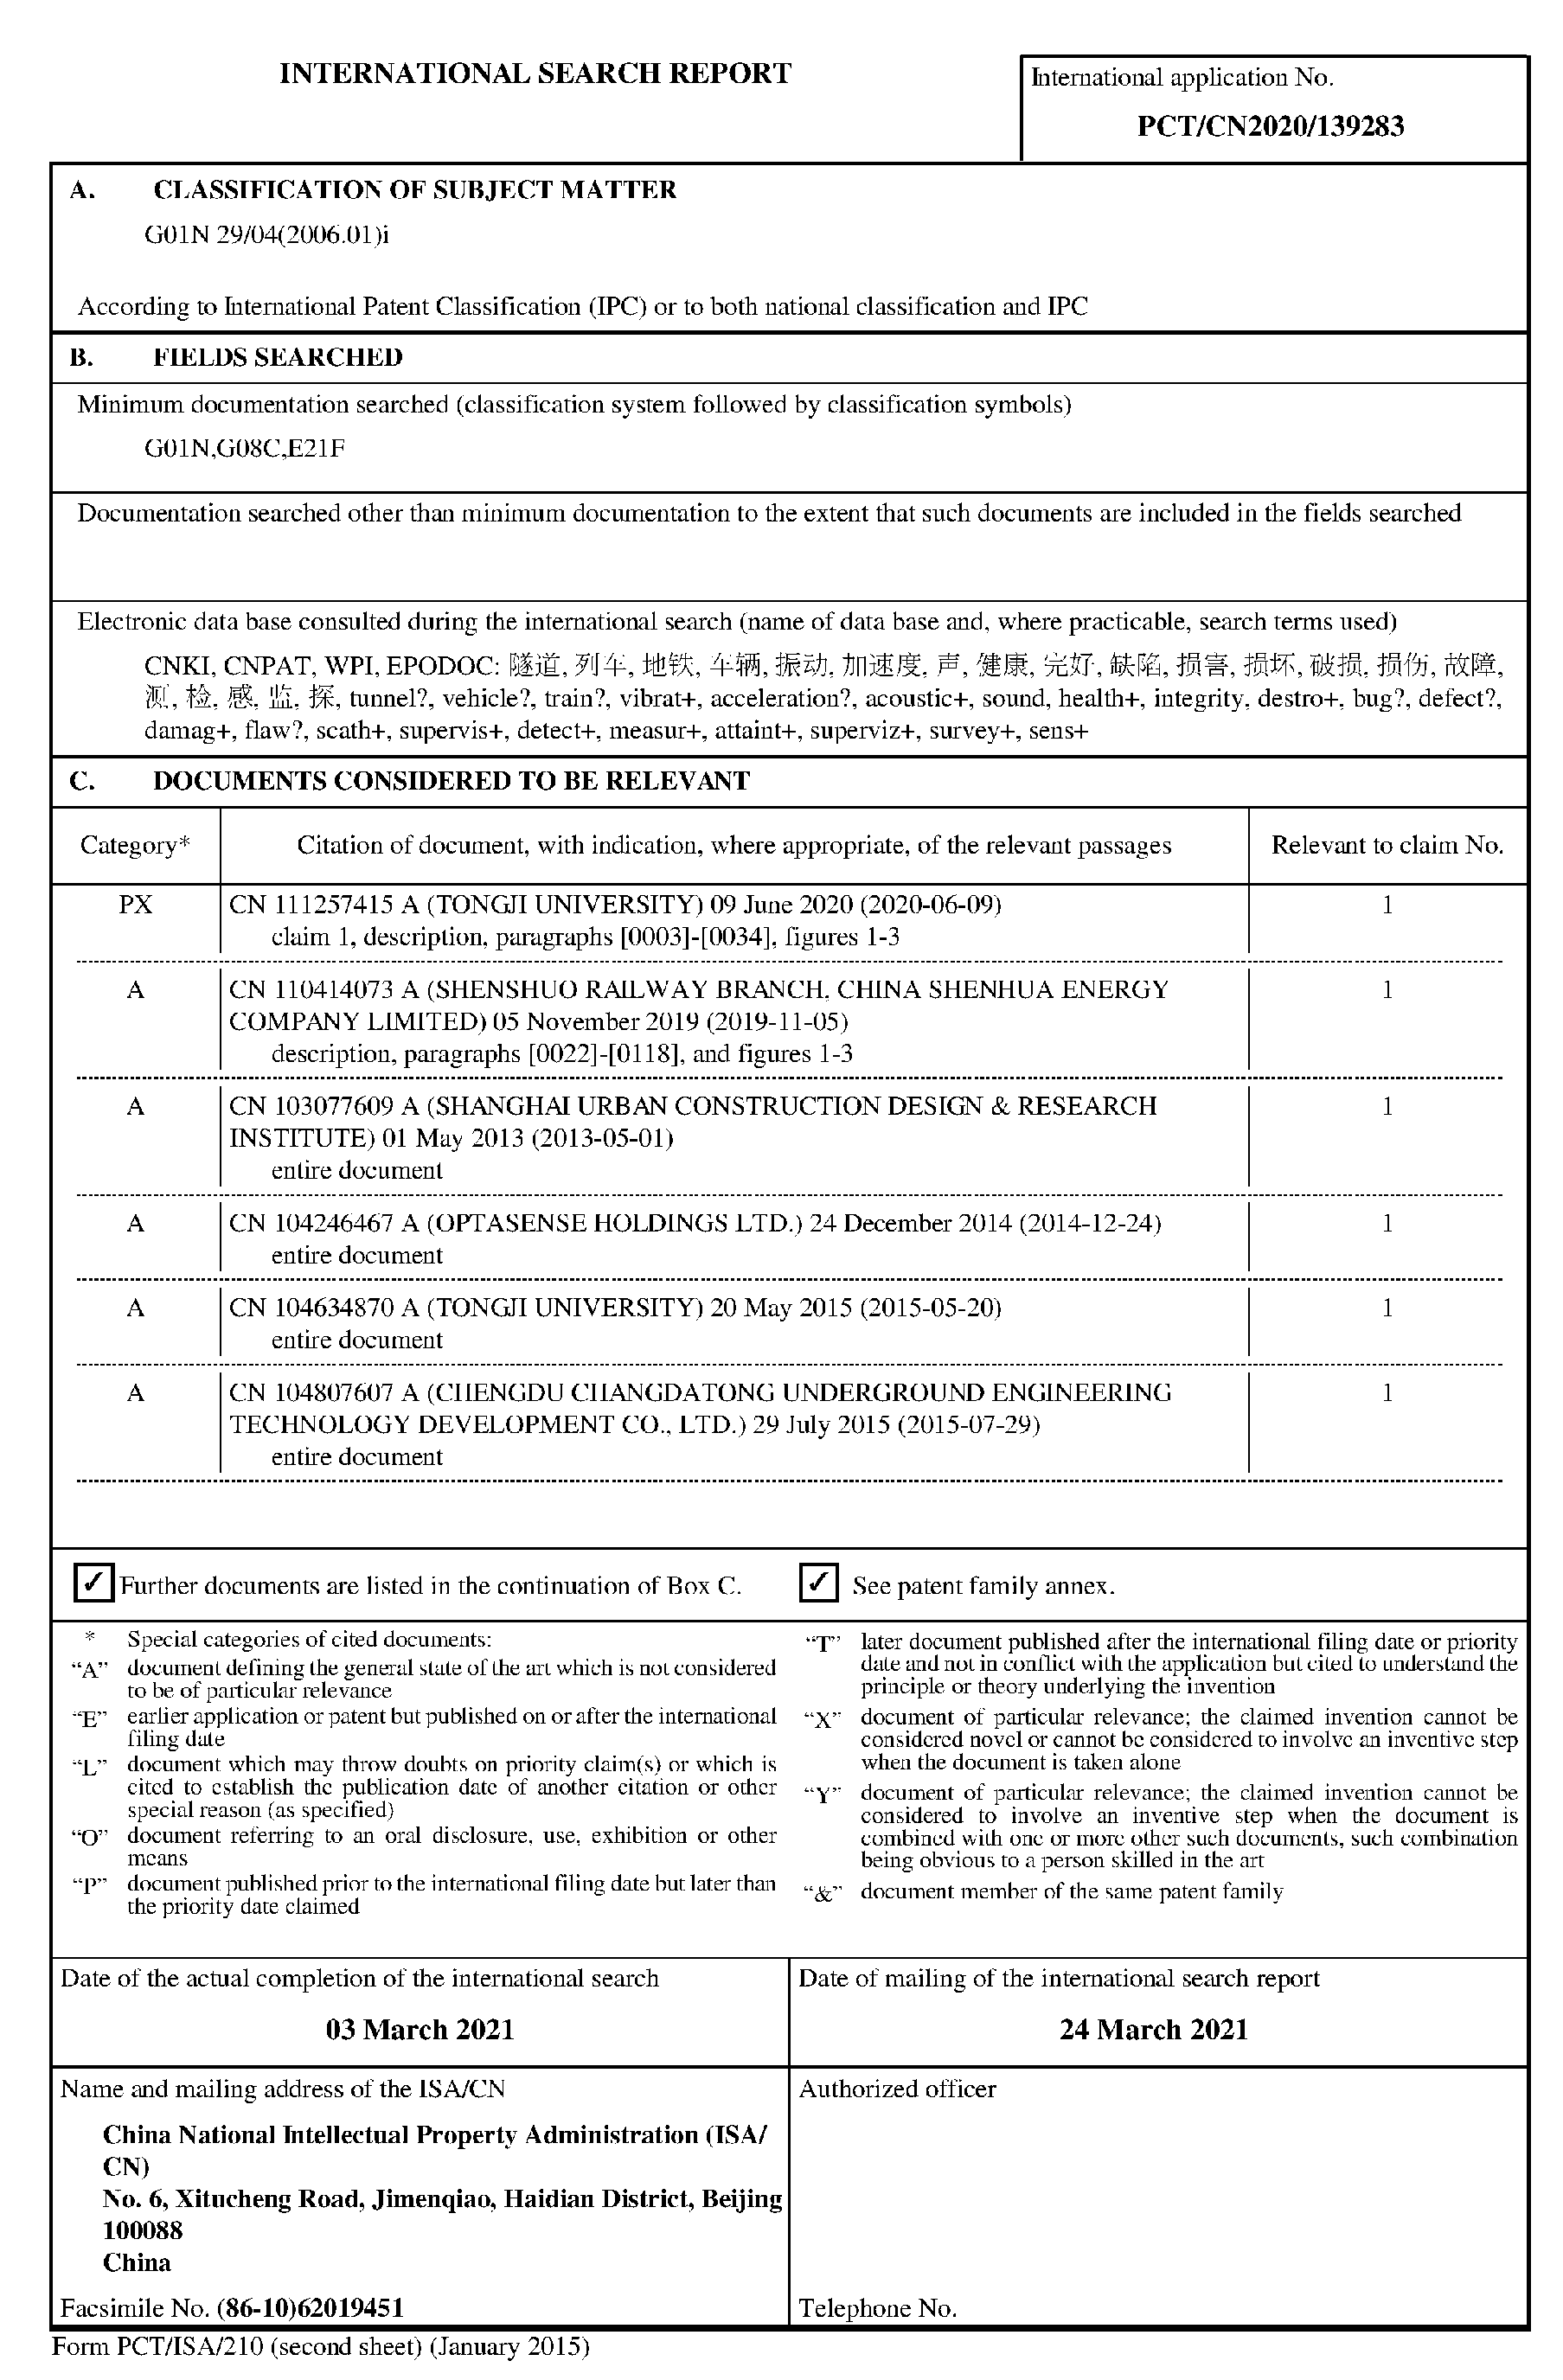 INTERNATIONAL SEARCH REPORT
International application No.
PCT/CN2020/139283
A. CLASSIFICATION OF SUBJECT MATTER
G01N 29/04(2006.01)i
According to International Patent Classification (IPC) or to both national classification and IPC
B. FIELDS SEARCHED
Minimum documentation searched (classification system followed by classification symbols)
G01N,G08C,E21F
Documentation searched other than minimum documentation to the extent that such documents are included in the fields searched
Electronic data base consulted during the international search (name of data base and, where practicable, search terms used)
CNKI, CNPAT, WPI, EPODOC: 隧道, 列车, 地铁, 车辆, 振动, 加速度, 声, 健康, 完好, 缺陷, 损害, 损坏, 破损, 损伤, 故障,
测, 检, 感, 监, 探, tunnel?, vehicle?, train?, vibrat+, acceleration?, acoustic+, sound, health+, integrity, destro+, bug?, defect?,
damag+, flaw?, scath+, supervis+, detect+, measur+, attaint+, superviz+, survey+, sens+
C. DOCUMENTS CONSIDERED TO BE RELEVANT
Category* Citation of document, with indication, where appropriate, of the relevant passages Relevant to claim No.
PX CN 111257415 A (TONGJI UNIVERSITY) 09 June 2020 (2020-06-09) 1
claim 1, description, paragraphs [0003]-[0034], figures 1-3
A CN 110414073 A (SHENSHUO RAILWAY BRANCH, CHINA SHENHUA ENERGY 1
COMPANY LIMITED) 05 November 2019 (2019-11-05)
description, paragraphs [0022]-[0118], and figures 1-3
A CN 103077609 A (SHANGHAI URBAN CONSTRUCTION DESIGN & RESEARCH 1
INSTITUTE) 01 May 2013 (2013-05-01)
entire document
A CN 104246467 A (OPTASENSE HOLDINGS LTD.) 24 December 2014 (2014-12-24) 1
entire document
A CN 104634870 A (TONGJI UNIVERSITY) 20 May 2015 (2015-05-20) 1
entire document
A CN 104807607 A (CHENGDU CHANGDATONG UNDERGROUND ENGINEERING 1
TECHNOLOGY DEVELOPMENT CO., LTD.) 29 July 2015 (2015-07-29)
entire document
✓ Further documents are listed in the continuation of Box C. ✓ See patent family annex.
* Special categories of cited documents:
"A" document defining the general state of the art which is not considered
to be of particular relevance
"E" earlier application or patent but published on or after the international
filing date
"L" document which may throw doubts on priority claim(s) or which is
cited to establish the publication date of another citation or other
special reason (as specified)
"O" document referring to an oral disclosure, use, exhibition or other
means
"P" document published prior to the international filing date but later than
the priority date claimed
"T" later document published after the international filing date or priority
date and not in conflict with the application but cited to understand the
principle or theory underlying the invention
"X" document of particular relevance; the claimed invention cannot be
considered novel or cannot be considered to involve an inventive step
when the document is taken alone
"Y" document of particular relevance; the claimed invention cannot be
considered to involve an inventive step when the document is
combined with one or more other such documents, such combination
being obvious to a person skilled in the art
"&" document member of the same patent family
Date of the actual completion of the international search
03 March 2021
Date of mailing of the international search report
24 March 2021
Name and mailing address of the ISA/CN
China National Intellectual Property Administration (ISA/
CN)
No. 6, Xitucheng Road, Jimenqiao, Haidian District, Beijing
100088
China
Authorized officer
Facsimile No. (86-10)62019451
Telephone No.
Form PCT/ISA/210 (second sheet) (January 2015)